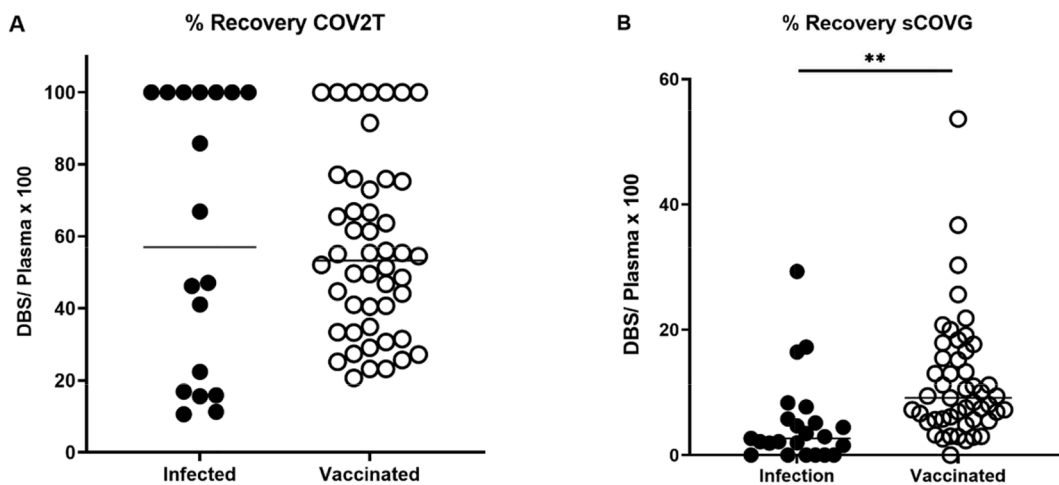 A
% Recovery COV2T
DBS/ Plasma x 100
100
80
60
40
20
0
Infected
Vaccinated
B
% Recovery sCOVG
**
DBS/ Plasma x 100
60
40
20
0
Infection
Vaccinated